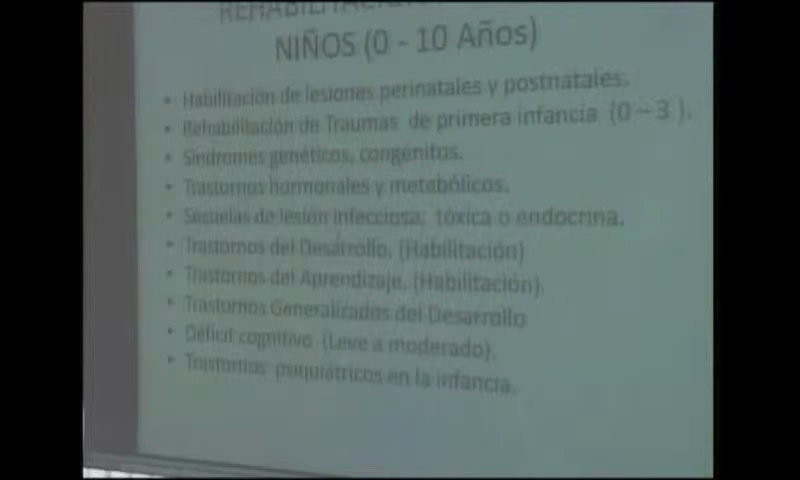 NIÑOS (0 - 10 Años)
• Habilitación de lesiones perinatales y postnatales.
• Rehabilitación de Traumas de primera infancia (0 – 3 ).
• Síndromes genéticos, congénitos.
• Trastornos hormonales y metabólicos.
• Secuelas de lesión infecciosa, tóxica o endocrina.
• Trastornos del Desarrollo. (Habilitación)
• Trastornos del Aprendizaje. (Habilitación).
• Trastornos Generalizados del Desarrollo
• Déficit cognitivo (Leve a moderado).
• Trastornos psiquiátricos en la infancia.